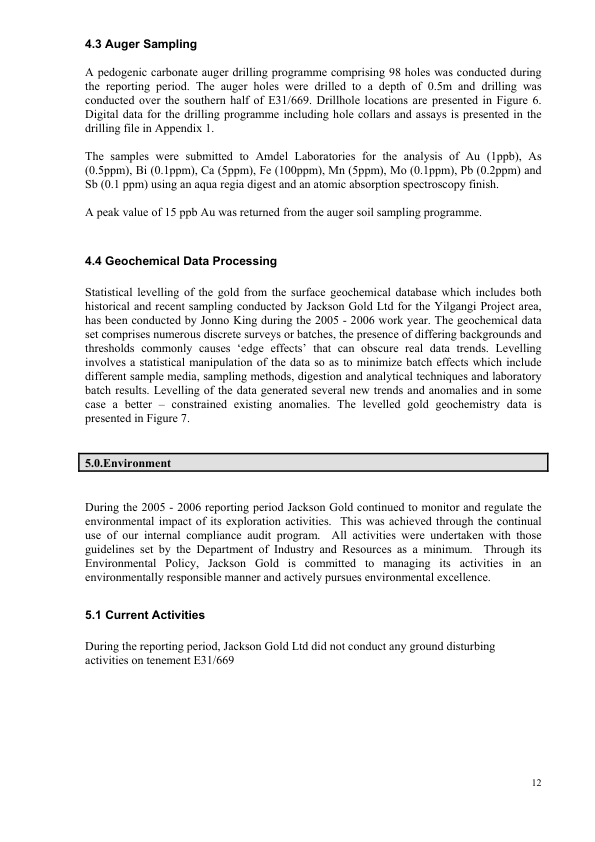 4.3 Auger Sampling
A pedogenic carbonate auger drilling programme comprising 98 holes was conducted during
the reporting period. The auger holes were drilled to a depth of 0.5m and drilling was
conducted over the southern half of E31/669. Drillhole locations are presented in Figure 6.
Digital data for the drilling programme including hole collars and assays is presented in the
drilling file in Appendix 1.
The samples were submitted to Amdel Laboratories for the analysis of Au (1ppb), As
(0.5ppm), Bi (0.1ppm), Ca (5ppm), Fe (100ppm), Mn (5ppm), Mo (0.1ppm), Pb (0.2ppm) and
Sb (0.1 ppm) using an aqua regia digest and an atomic absorption spectroscopy finish.
A peak value of 15 ppb Au was returned from the auger soil sampling programme.
4.4 Geochemical Data Processing
Statistical levelling of the gold from the surface geochemical database which includes both
historical and recent sampling conducted by Jackson Gold Ltd for the Yilgangi Project area,
has been conducted by Jonno King during the 2005 - 2006 work year. The geochemical data
set comprises numerous discrete surveys or batches, the presence of differing backgrounds and
thresholds commonly causes ‘edge effects’ that can obscure real data trends. Levelling
involves a statistical manipulation of the data so as to minimize batch effects which include
different sample media, sampling methods, digestion and analytical techniques and laboratory
batch results. Levelling of the data generated several new trends and anomalies and in some
case a better – constrained existing anomalies. The levelled gold geochemistry data is
presented in Figure 7.
5.0.Environment
During the 2005 - 2006 reporting period Jackson Gold continued to monitor and regulate the
environmental impact of its exploration activities. This was achieved through the continual
use of our internal compliance audit program. All activities were undertaken with those
guidelines set by the Department of Industry and Resources as a minimum. Through its
Environmental Policy, Jackson Gold is committed to managing its activities in an
environmentally responsible manner and actively pursues environmental excellence.
5.1 Current Activities
During the reporting period, Jackson Gold Ltd did not conduct any ground disturbing
activities on tenement E31/669
12